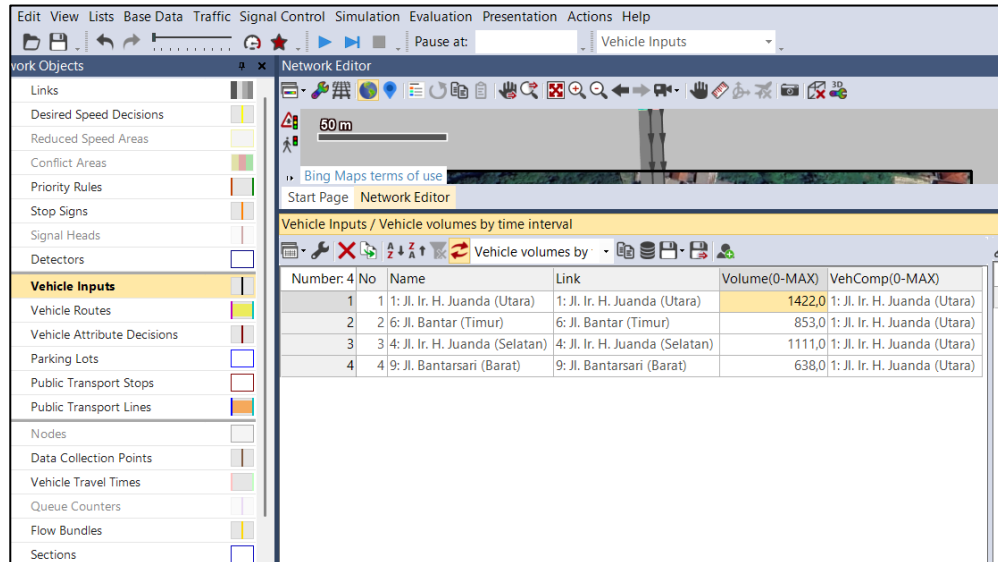 Edit View Lists Base Data Traffic Signal Control Simulation Evaluation Presentation Actions Help
Pause at: Vehicle Inputs
work Objects
Network Editor
Links
Desired Speed Decisions
Reduced Speed Areas
Conflict Areas
Priority Rules
Stop Signs
Signal Heads
Detectors
Vehicle Inputs
Vehicle Routes
Vehicle Attribute Decisions
Parking Lots
Public Transport Stops
Public Transport Lines
Nodes
Data Collection Points
Vehicle Travel Times
Queue Counters
Flow Bundles
Sections
3D
50 m
Bing Maps terms of use
Start Page Network Editor
Vehicle Inputs / Vehicle volumes by time interval
Vehicle volumes by
Number: 4 No Name Link Volume(0-MAX) VehComp(0-MAX)
1 1 1: Jl. Ir. H. Juanda (Utara) 1: Jl. Ir. H. Juanda (Utara) 1422,0 1: Jl. Ir. H. Juanda (Utara)
2 2 6: Jl. Bantar (Timur) 6: Jl. Bantar (Timur) 853,0 1: Jl. Ir. H. Juanda (Utara)
3 3 4: Jl. Ir. H. Juanda (Selatan) 4: Jl. Ir. H. Juanda (Selatan) 1111,0 1: Jl. Ir. H. Juanda (Utara)
4 4 9: Jl. Bantarsari (Barat) 9: Jl. Bantarsari (Barat) 638,0 1: Jl. Ir. H. Juanda (Utara)